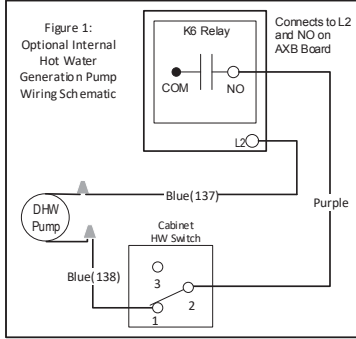 Figure 1:
Optional Internal
Hot Water
Generation Pump
Wiring Schematic
K6 Relay
COM
NO
L2
Connects to L2
and NO on
AXB Board
Blue(137)
Purple
DHW
Pump
Cabinet
HW Switch
Blue(138)
3
2
1